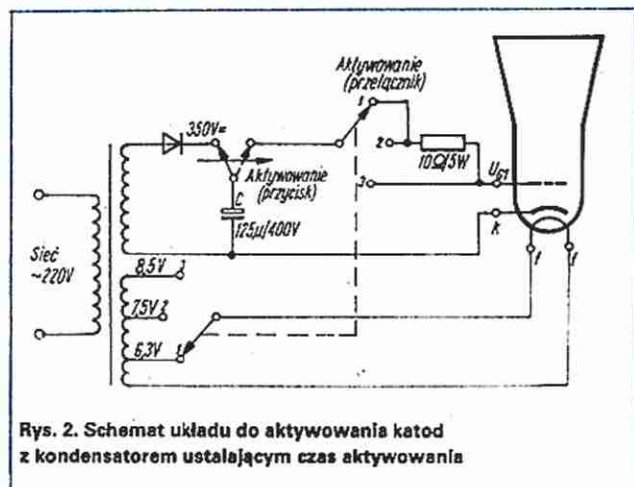 Aktywowanie
(przełącznik)
1
350V=
2
10Ω/5W
Aktywowanie
(przycisk)
3
U_G1
C
125µ/400V
K
Sieć
~220V
8,5V 3
7,5V 2
6,3V 1
f
f
Rys. 2. Schemat układu do aktywowania katod
z kondensatorem ustalającym czas aktywowania